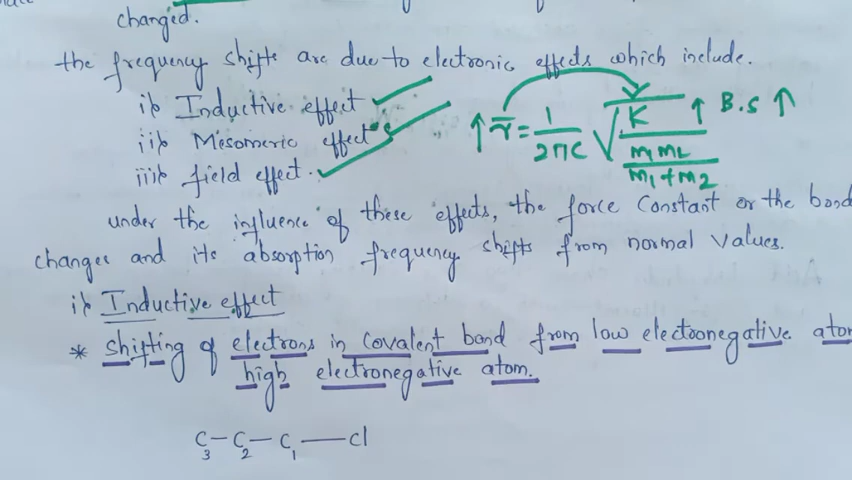 changed.
the frequency shifts are due to electronic effects which include.
i) Inductive effect
ii) Mesomeric effect
iii) field effect.
↑ ν̅ = 1/2πC √(K / (m1 m2 / m1+m2)) ↑ B.S ↑
under the influence of these effects, the force Constant or the bond
changes and its absorption frequency shifts from normal values.
i) Inductive effect
* shifting of electrons in covalent bond from low electronegative atom
high electronegative atom.
C3-C2-C1-Cl